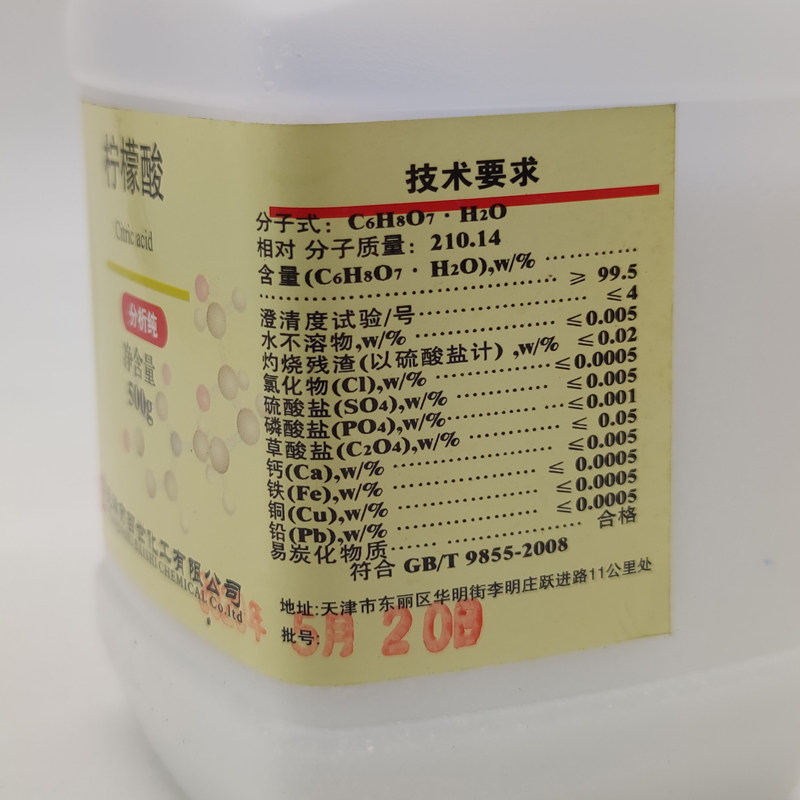 柠檬酸
Citric acid
分析纯
净含量
500g
化工有限公司
CHEMICAL Co.ltd
技术要求
分子式：C6H8O7·H2O
相对 分子质量：210.14
含量(C6H8O7·H2O),w/% …………
…………………………………… ≥ 99.5
澄清度试验/号…………………… ≤4
水不溶物,w/% …………………… ≤0.005
灼烧残渣(以硫酸盐计),w/% ≤0.02
氯化物(Cl),w/% ……………… ≤0.0005
硫酸盐(SO4),w/% …………… ≤0.005
磷酸盐(PO4),w/%…………… ≤0.001
草酸盐(C2O4),w/% ………… ≤ 0.05
钙(Ca),w/% ………………… ≤0.005
铁(Fe),w/% ………………… ≤ 0.0005
铜(Cu),w/% ………………… ≤0.0005
铅(Pb),w/% ………………… ≤0.0005
易炭化物质…………………… 合格
符合 GB/T 9855-2008
地址:天津市东丽区华明街李明庄跃进路11公里处
批号:
年 5月 20日